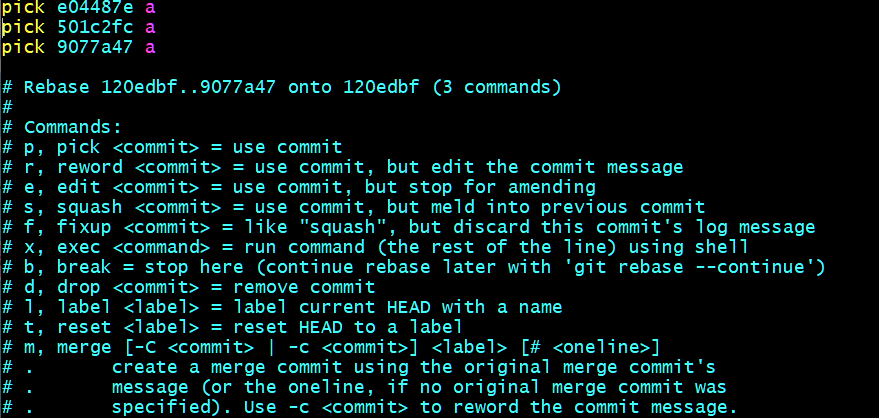 pick e04487e a
pick 501c2fc a
pick 9077a47 a
# Rebase 120edbf..9077a47 onto 120edbf (3 commands)
#
# Commands:
# p, pick <commit> = use commit
# r, reword <commit> = use commit, but edit the commit message
# e, edit <commit> = use commit, but stop for amending
# s, squash <commit> = use commit, but meld into previous commit
# f, fixup <commit> = like "squash", but discard this commit's log message
# x, exec <command> = run command (the rest of the line) using shell
# b, break = stop here (continue rebase later with 'git rebase --continue')
# d, drop <commit> = remove commit
# l, label <label> = label current HEAD with a name
# t, reset <label> = reset HEAD to a label
# m, merge [-C <commit> | -c <commit>] <label> [# <oneline>]
# .       create a merge commit using the original merge commit's
# .       message (or the oneline, if no original merge commit was
# .       specified). Use -c <commit> to reword the commit message.